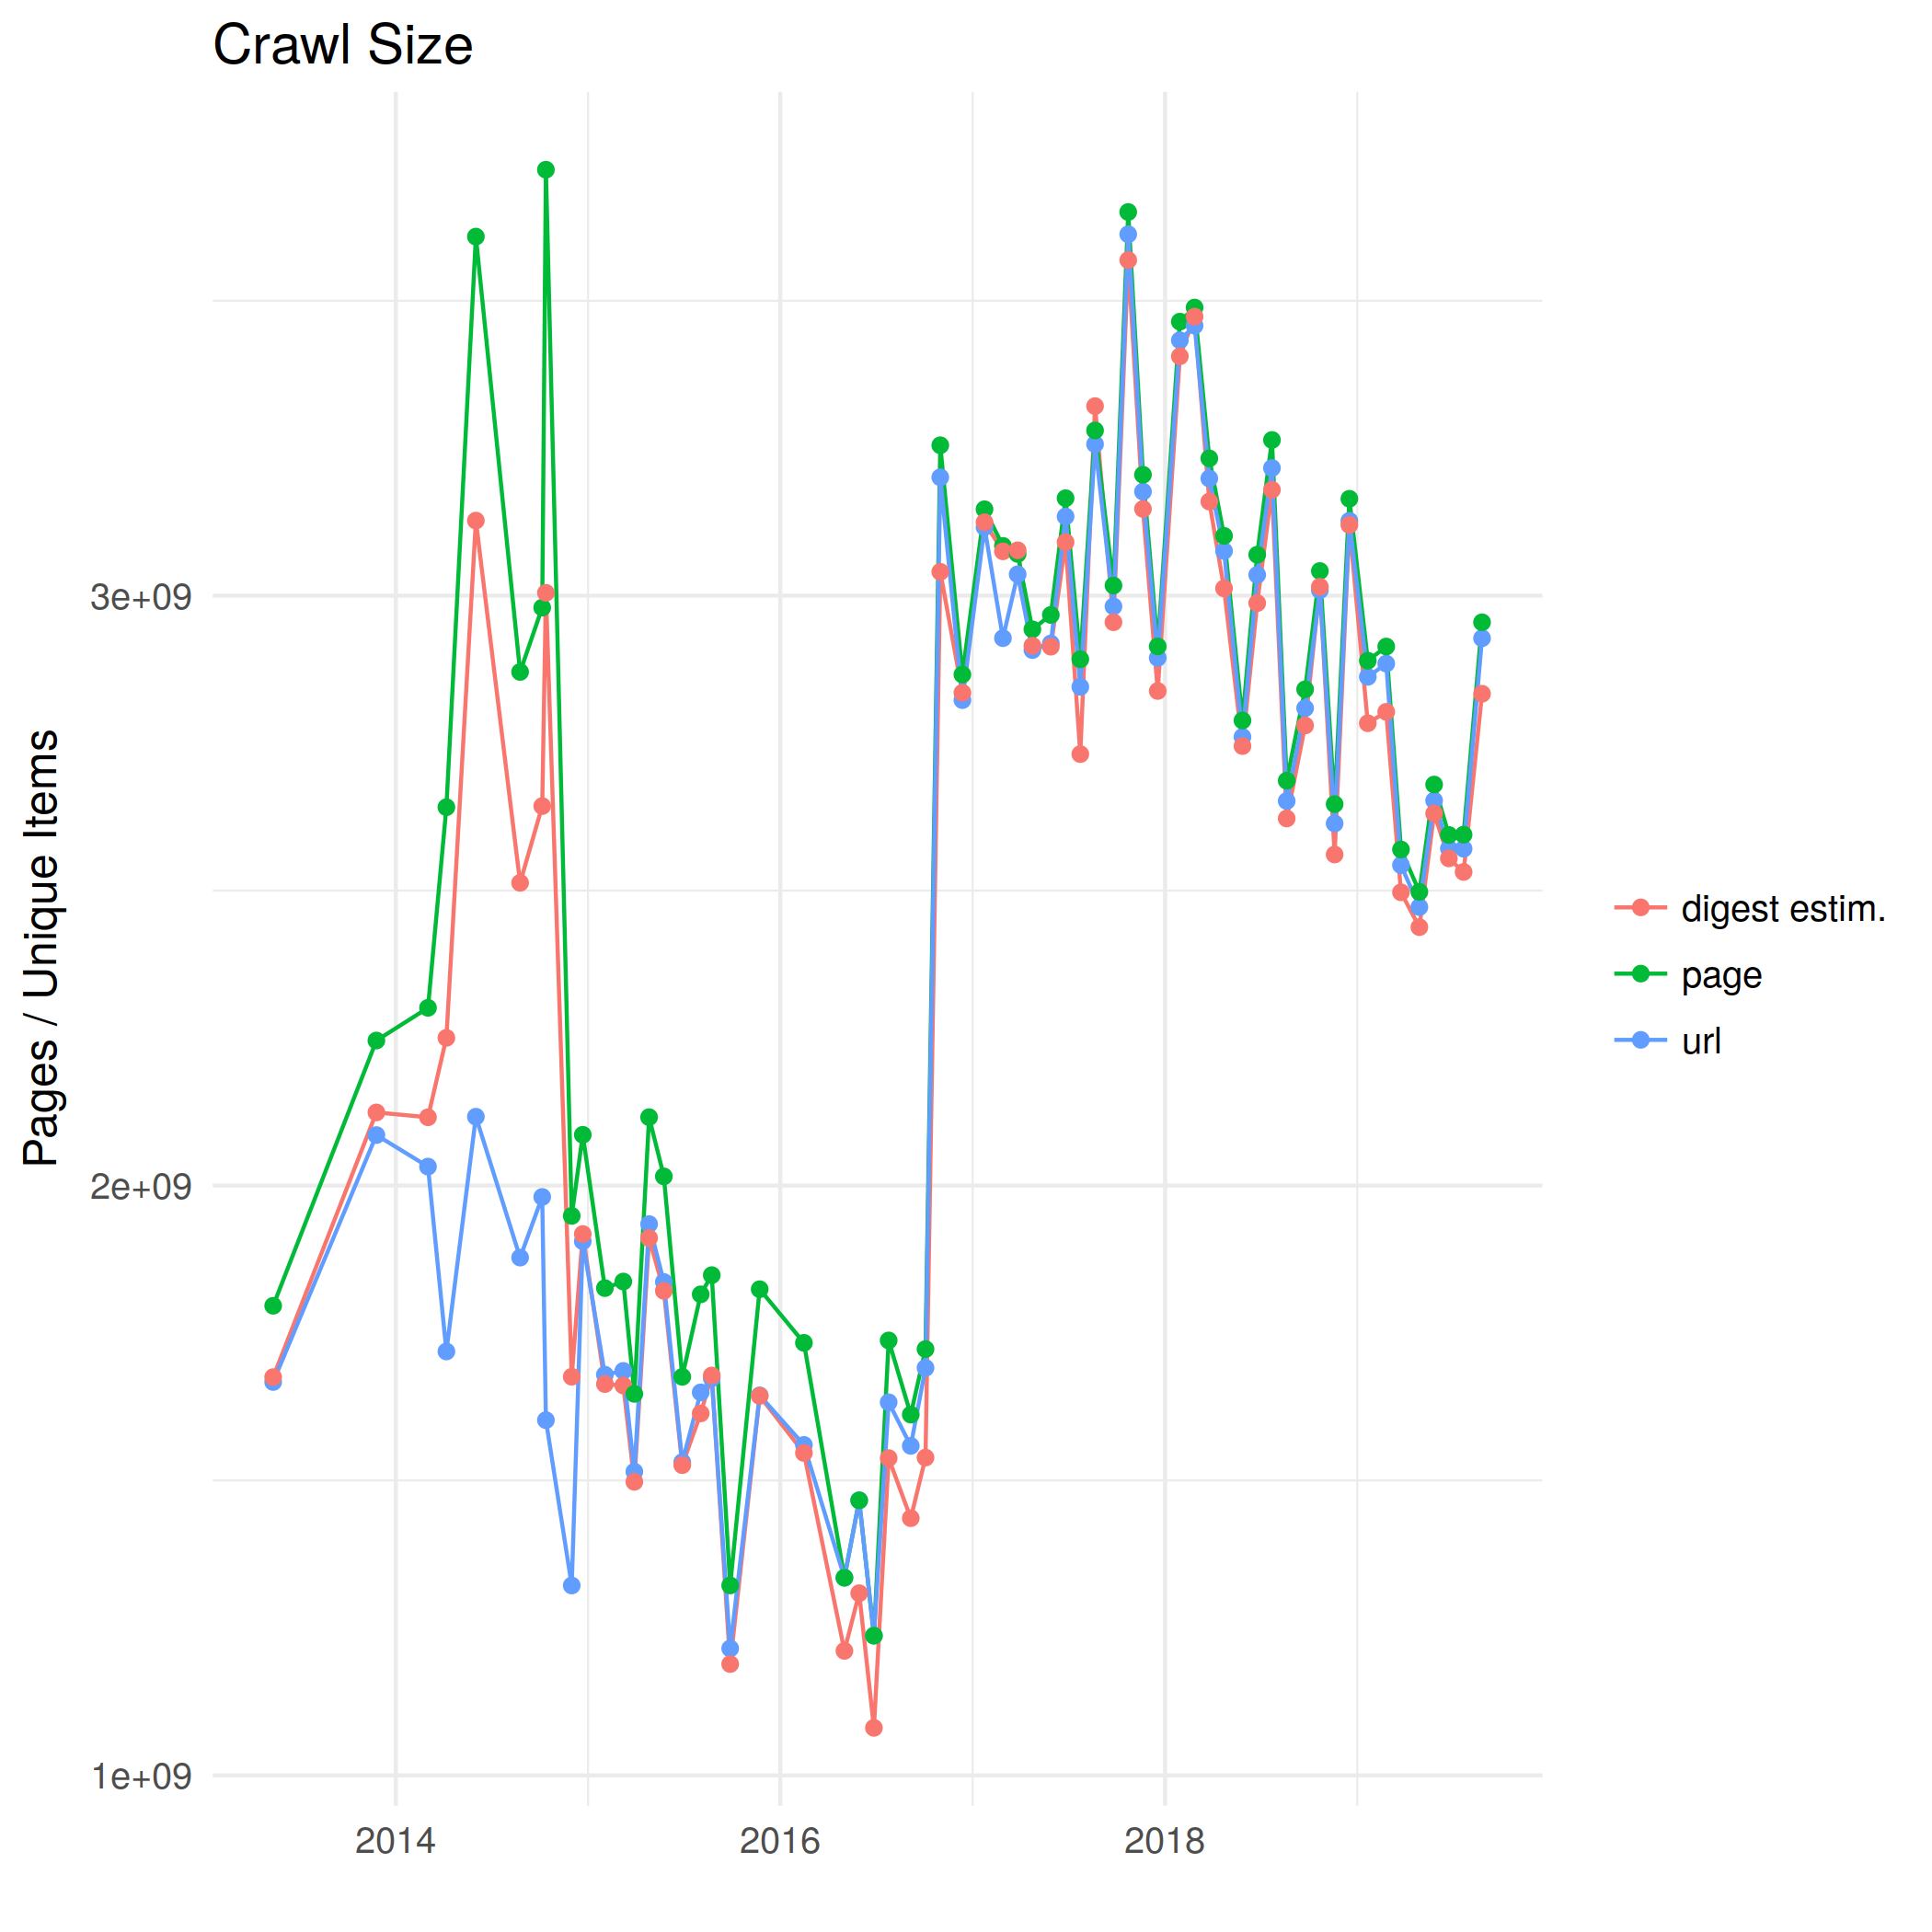 Crawl Size
Pages / Unique Items
3e+09
2e+09
1e+09
2014
2016
2018
digest estim.
page
url